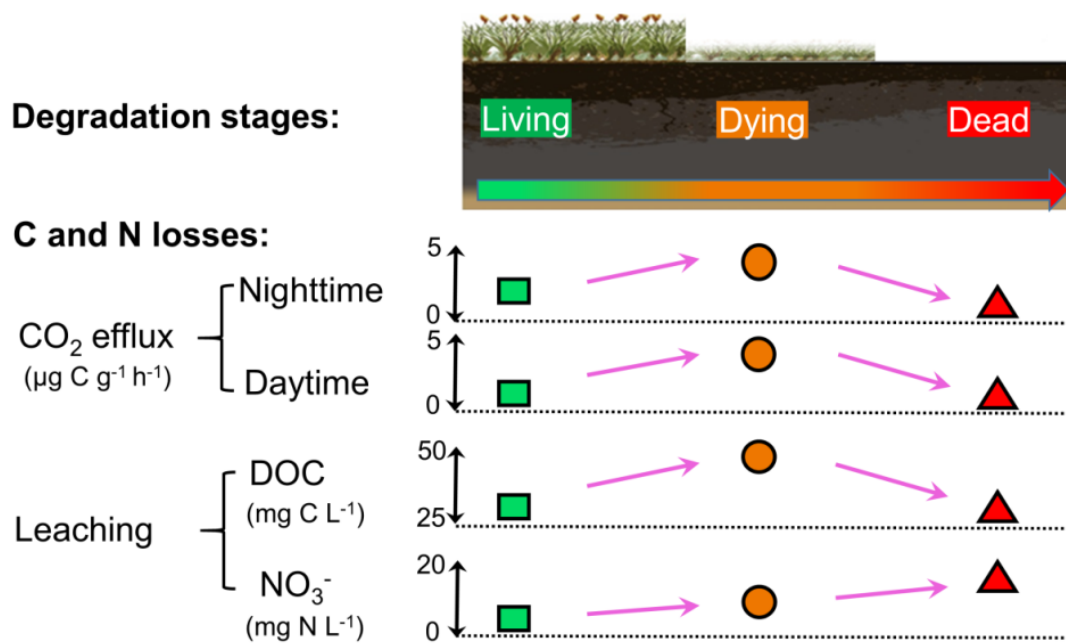 Degradation stages:
Living
Dying
Dead
C and N losses:
CO₂ efflux
(µg C g⁻¹ h⁻¹)
Nighttime
5
0
Daytime
5
0
Leaching
DOC
(mg C L⁻¹)
50
25
NO₃⁻
(mg N L⁻¹)
20
0